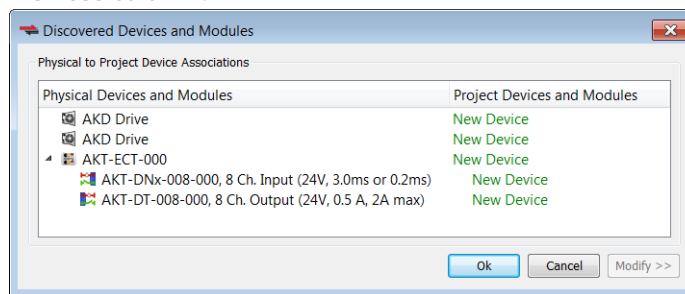 Discovered Devices and Modules
Physical to Project Device Associations
Physical Devices and Modules Project Devices and Modules
AKD Drive New Device
AKD Drive New Device
AKT-ECT-000 New Device
AKT-DNx-008-000, 8 Ch. Input (24V, 3.0ms or 0.2ms) New Device
AKT-DT-008-000, 8 Ch. Output (24V, 0.5 A, 2A max) New Device
Ok Cancel Modify >>